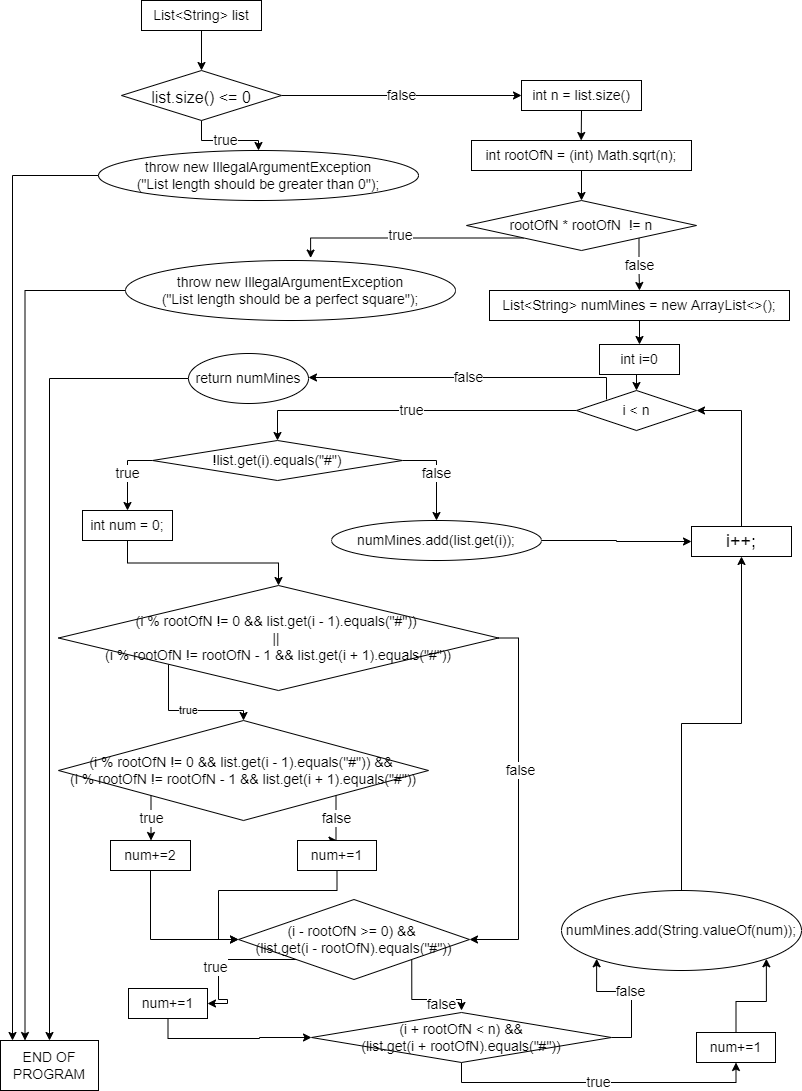 List<String> list
list.size() <= 0
false
int n = list.size()
true
int rootOfN = (int) Math.sqrt(n);
throw new IllegalArgumentException
("List length should be greater than 0");
rootOfN * rootOfN  != n
true
false
throw new IllegalArgumentException
("List length should be a perfect square");
List<String> numMines = new ArrayList<>();
int i=0
return numMines
false
i < n
true
!list.get(i).equals("#")
true
false
int num = 0;
numMines.add(list.get(i));
i++;
(i % rootOfN != 0 && list.get(i - 1).equals("#"))
||
(i % rootOfN != rootOfN - 1 && list.get(i + 1).equals("#"))
true
(i % rootOfN != 0 && list.get(i - 1).equals("#")) &&
(i % rootOfN != rootOfN - 1 && list.get(i + 1).equals("#"))
false
true
false
num+=2
num+=1
(i - rootOfN >= 0) &&
(list.get(i - rootOfN).equals("#"))
numMines.add(String.valueOf(num));
true
num+=1
false
false
(i + rootOfN < n) &&
(list.get(i + rootOfN).equals("#"))
num+=1
true
END OF
PROGRAM